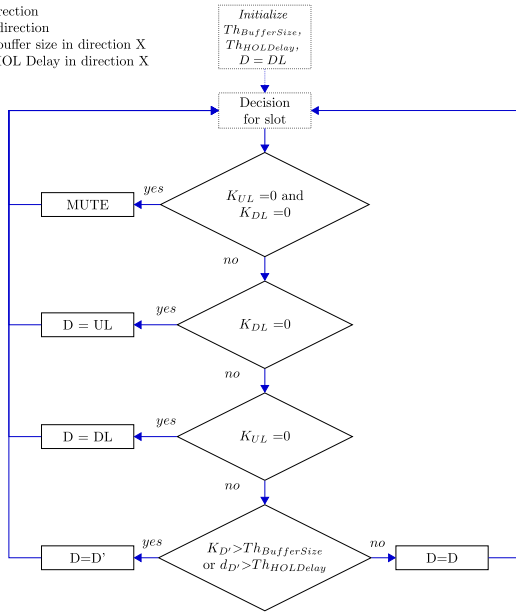 rection
direction
buffer size in direction X
HOL Delay in direction X
Initialize
Th_{BufferSize},
Th_{HOLDelay},
D = DL
Decision
for slot
K_{UL} =0 and
K_{DL} =0
yes
MUTE
no
K_{DL} =0
yes
D = UL
no
K_{UL} =0
yes
D = DL
no
K_{D'}>Th_{BufferSize}
or d_{D'}>Th_{HOLDelay}
yes
D=D'
no
D=D